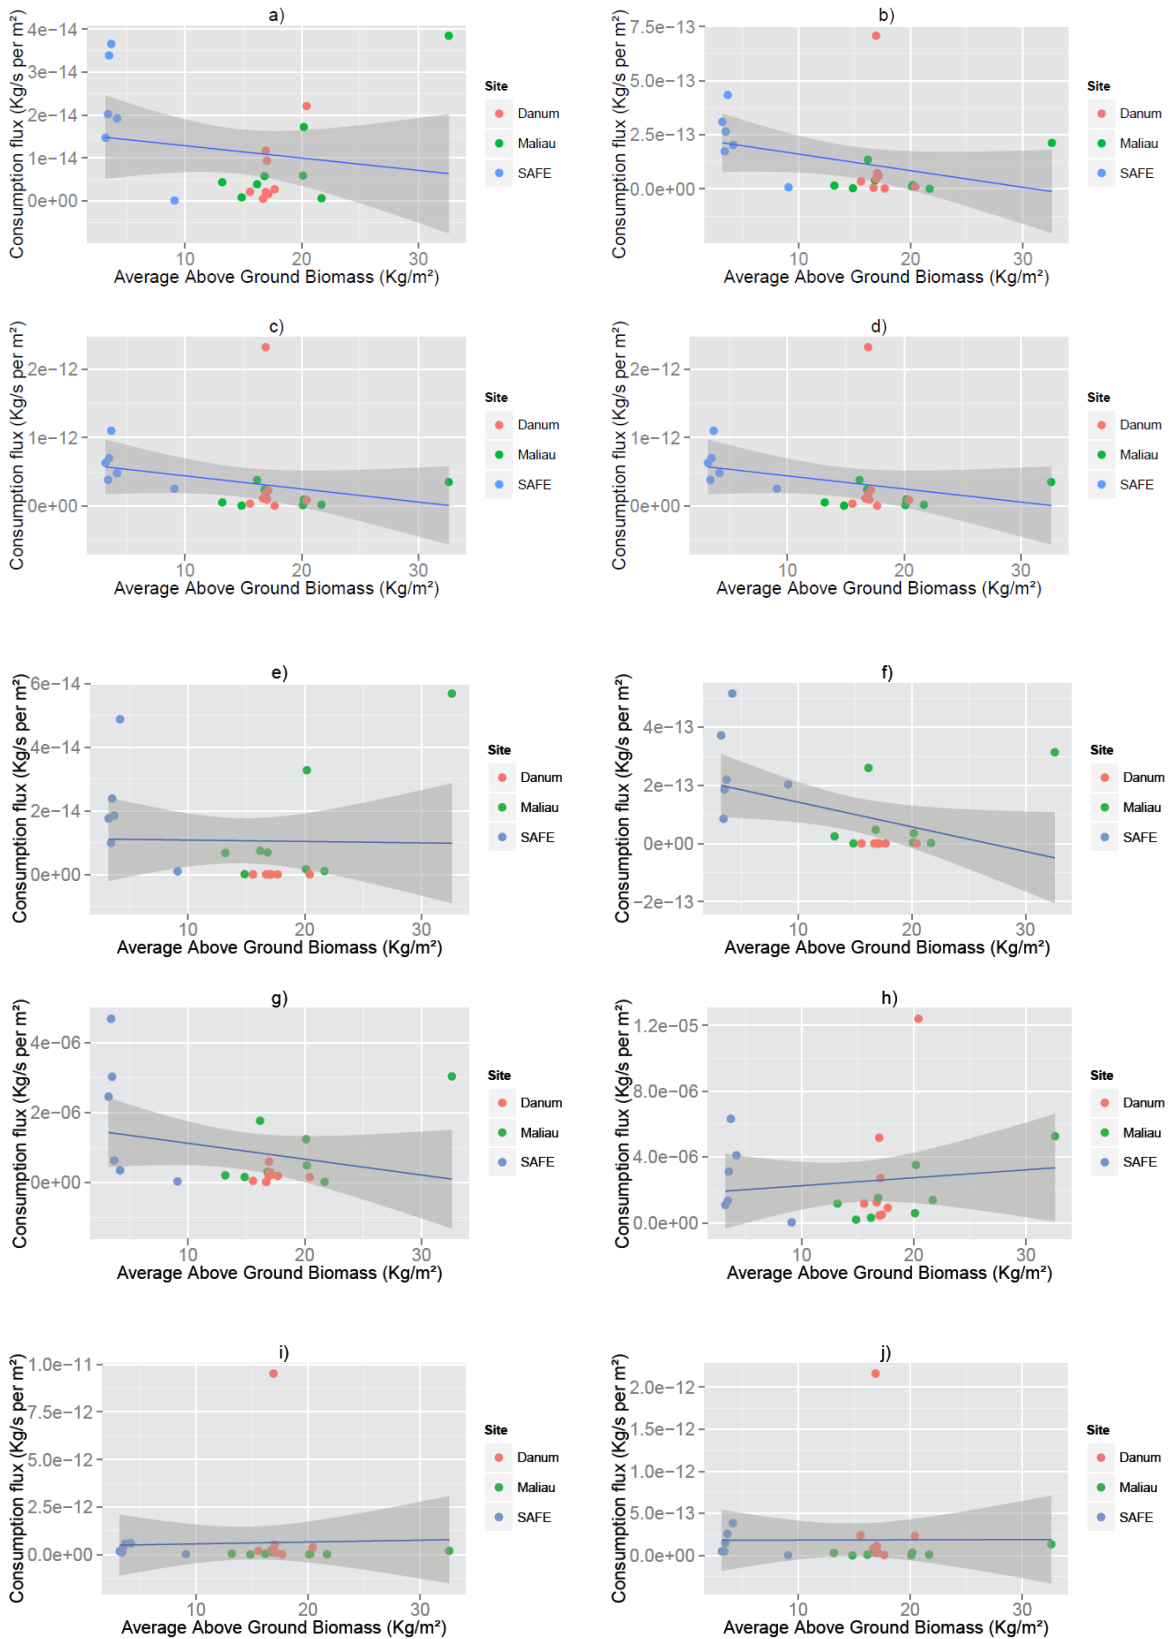 a)
Consumption flux (Kg/s per m²)
4e−14
3e−14
2e−14
1e−14
0e+00
10 20 30
Average Above Ground Biomass (Kg/m²)
Site
Danum
Maliau
SAFE
b)
Consumption flux (Kg/s per m²)
7.5e−13
5.0e−13
2.5e−13
0.0e+00
10 20 30
Average Above Ground Biomass (Kg/m²)
Site
Danum
Maliau
SAFE
c)
Consumption flux (Kg/s per m²)
2e−12
1e−12
0e+00
10 20 30
Average Above Ground Biomass (Kg/m²)
Site
Danum
Maliau
SAFE
d)
Consumption flux (Kg/s per m²)
2e−12
1e−12
0e+00
10 20 30
Average Above Ground Biomass (Kg/m²)
Site
Danum
Maliau
SAFE
e)
Consumption flux (Kg/s per m²)
6e−14
4e−14
2e−14
0e+00
10 20 30
Average Above Ground Biomass (Kg/m²)
Site
Danum
Maliau
SAFE
f)
Consumption flux (Kg/s per m²)
4e−13
2e−13
0e+00
−2e−13
10 20 30
Average Above Ground Biomass (Kg/m²)
Site
Danum
Maliau
SAFE
g)
Consumption flux (Kg/s per m²)
4e−06
2e−06
0e+00
10 20 30
Average Above Ground Biomass (Kg/m²)
Site
Danum
Maliau
SAFE
h)
Consumption flux (Kg/s per m²)
1.2e−05
8.0e−06
4.0e−06
0.0e+00
10 20 30
Average Above Ground Biomass (Kg/m²)
Site
Danum
Maliau
SAFE
i)
Consumption flux (Kg/s per m²)
1.0e−11
7.5e−12
5.0e−12
2.5e−12
0.0e+00
10 20 30
Average Above Ground Biomass (Kg/m²)
Site
Danum
Maliau
SAFE
j)
Consumption flux (Kg/s per m²)
2.0e−12
1.5e−12
1.0e−12
5.0e−13
0.0e+00
10 20 30
Average Above Ground Biomass (Kg/m²)
Site
Danum
Maliau
SAFE